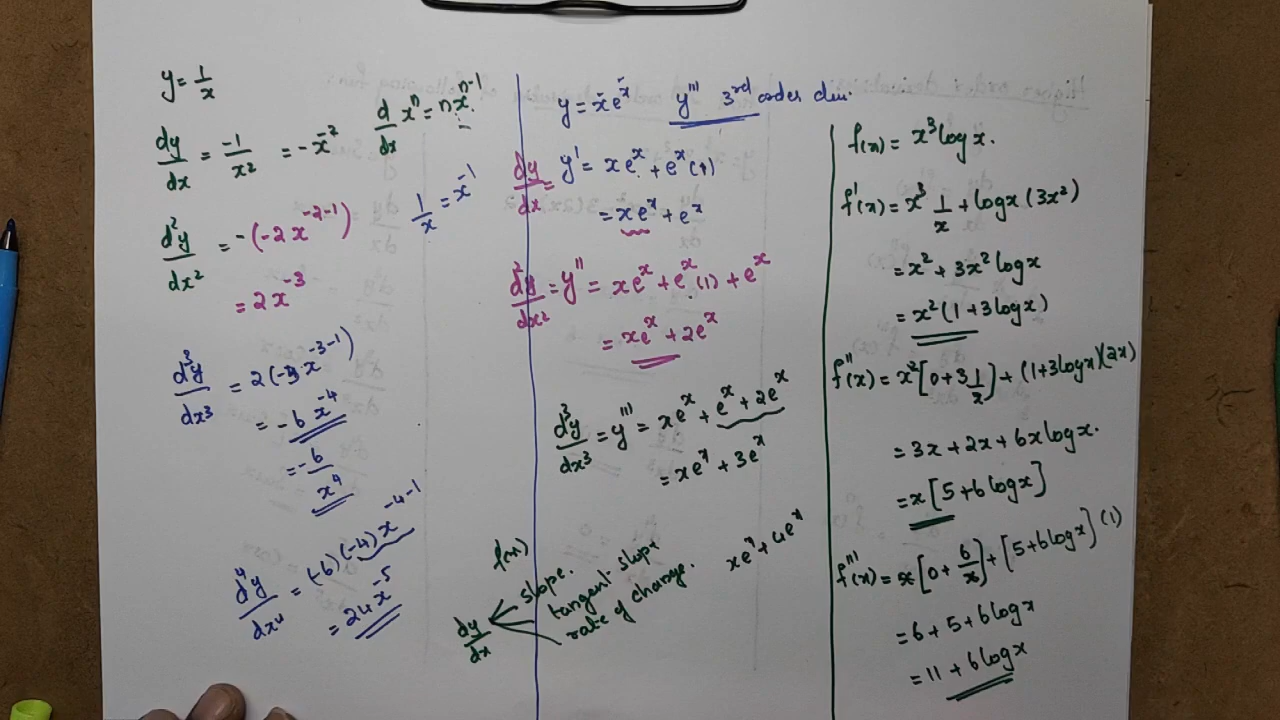 y = 1/x
dy/dx = -1/x² = -x⁻²
d/dx xⁿ = n xⁿ⁻¹
1/x = x⁻¹
d²y/dx² = -(-2x⁻²⁻¹)
= 2x⁻³
d³y/dx³ = 2(-3x⁻³⁻¹)
= -6x⁻⁴
= -6/x⁴
d⁴y/dx⁴ = (-6)(-4)x⁻⁴⁻¹
= 24x⁻⁵
y = xeˣ y''' 3rd order
dy/dx = y' = xeˣ + eˣ(1)
= xeˣ + eˣ
d²y/dx² = y'' = xeˣ + eˣ(1) + eˣ
= xeˣ + 2eˣ
d³y/dx³ = y''' = xeˣ + eˣ + 2eˣ
= xeˣ + 3eˣ
xeˣ + 4eˣ
f(x)
dy/dx
slope.
tangent-slope
rate of change.
f(x) = x³ log x.
f'(x) = x³ 1/x + log x (3x²)
= x² + 3x² log x
= x²(1 + 3 log x)
f''(x) = x²[0 + 3 1/x] + (1 + 3 log x)(2x)
= 3x + 2x + 6x log x.
= x[5 + 6 log x]
f'''(x) = x[0 + 6/x] + [5 + 6 log x](1)
= 6 + 5 + 6 log x
= 11 + 6 log x